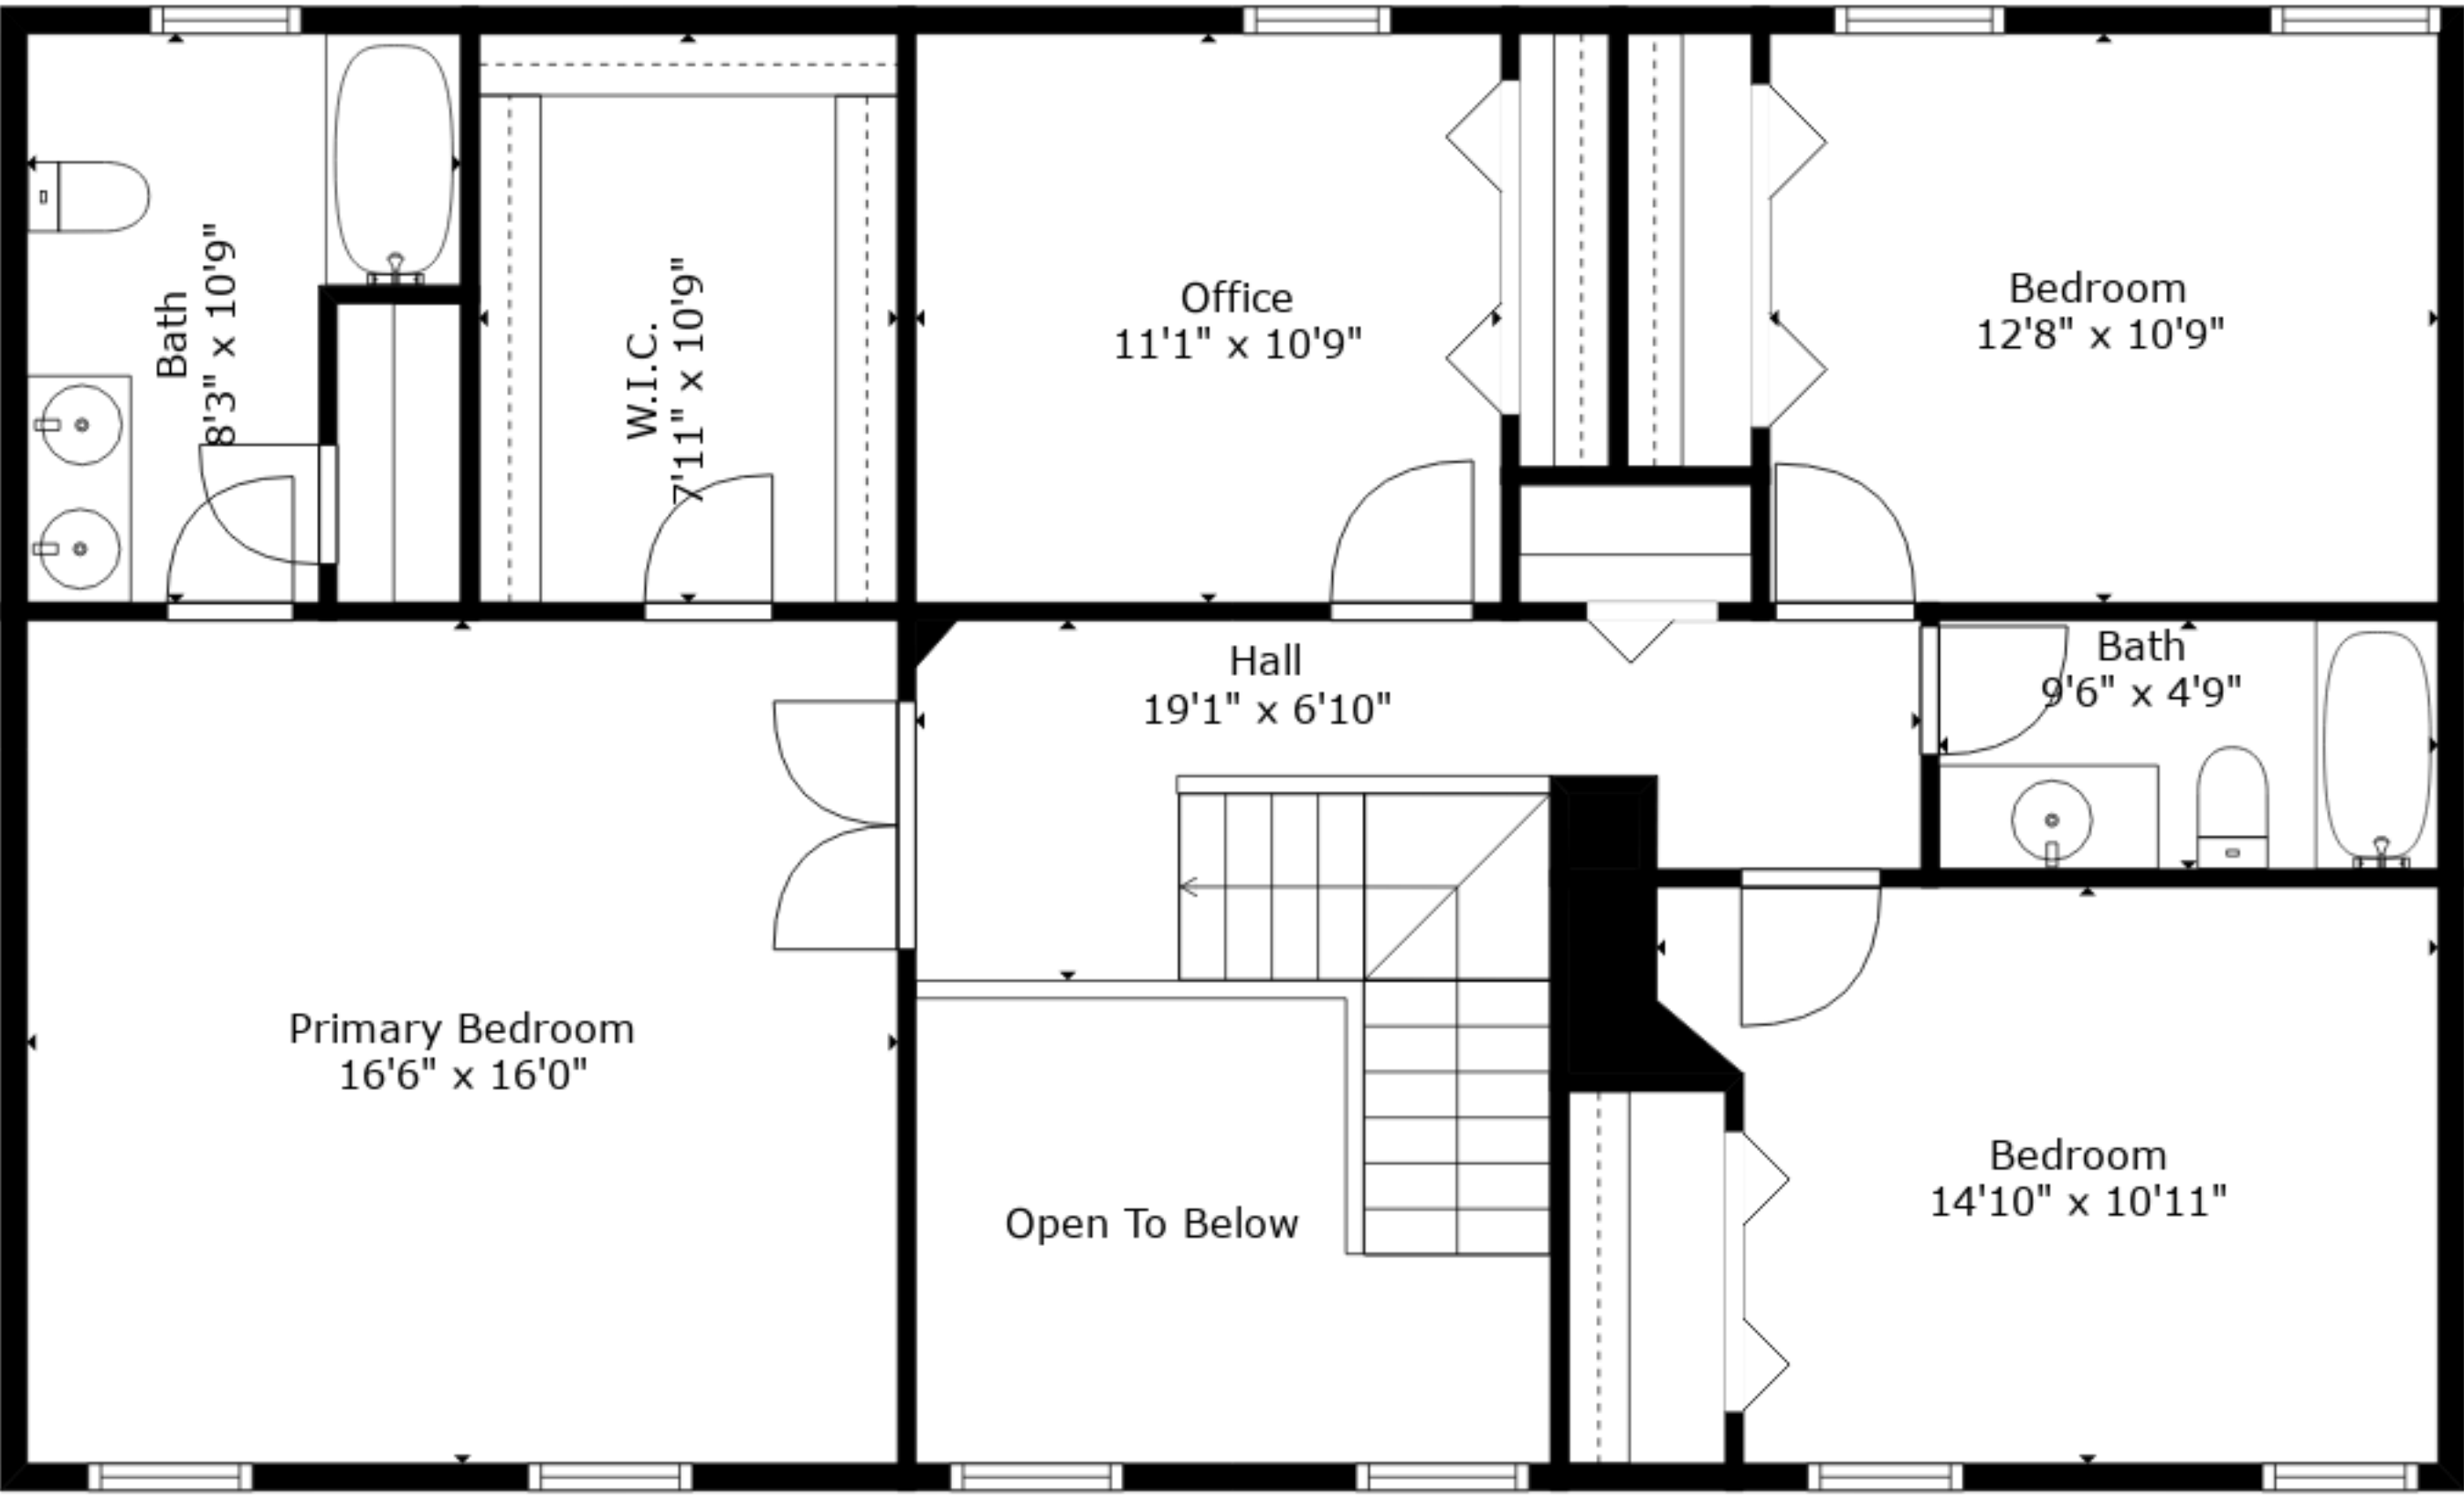 Bath
8'3" x 10'9"
W.I.C.
7'11" x 10'9"
Office
11'1" x 10'9"
Bedroom
12'8" x 10'9"
Hall
19'1" x 6'10"
Bath
9'6" x 4'9"
Primary Bedroom
16'6" x 16'0"
Open To Below
Bedroom
14'10" x 10'11"